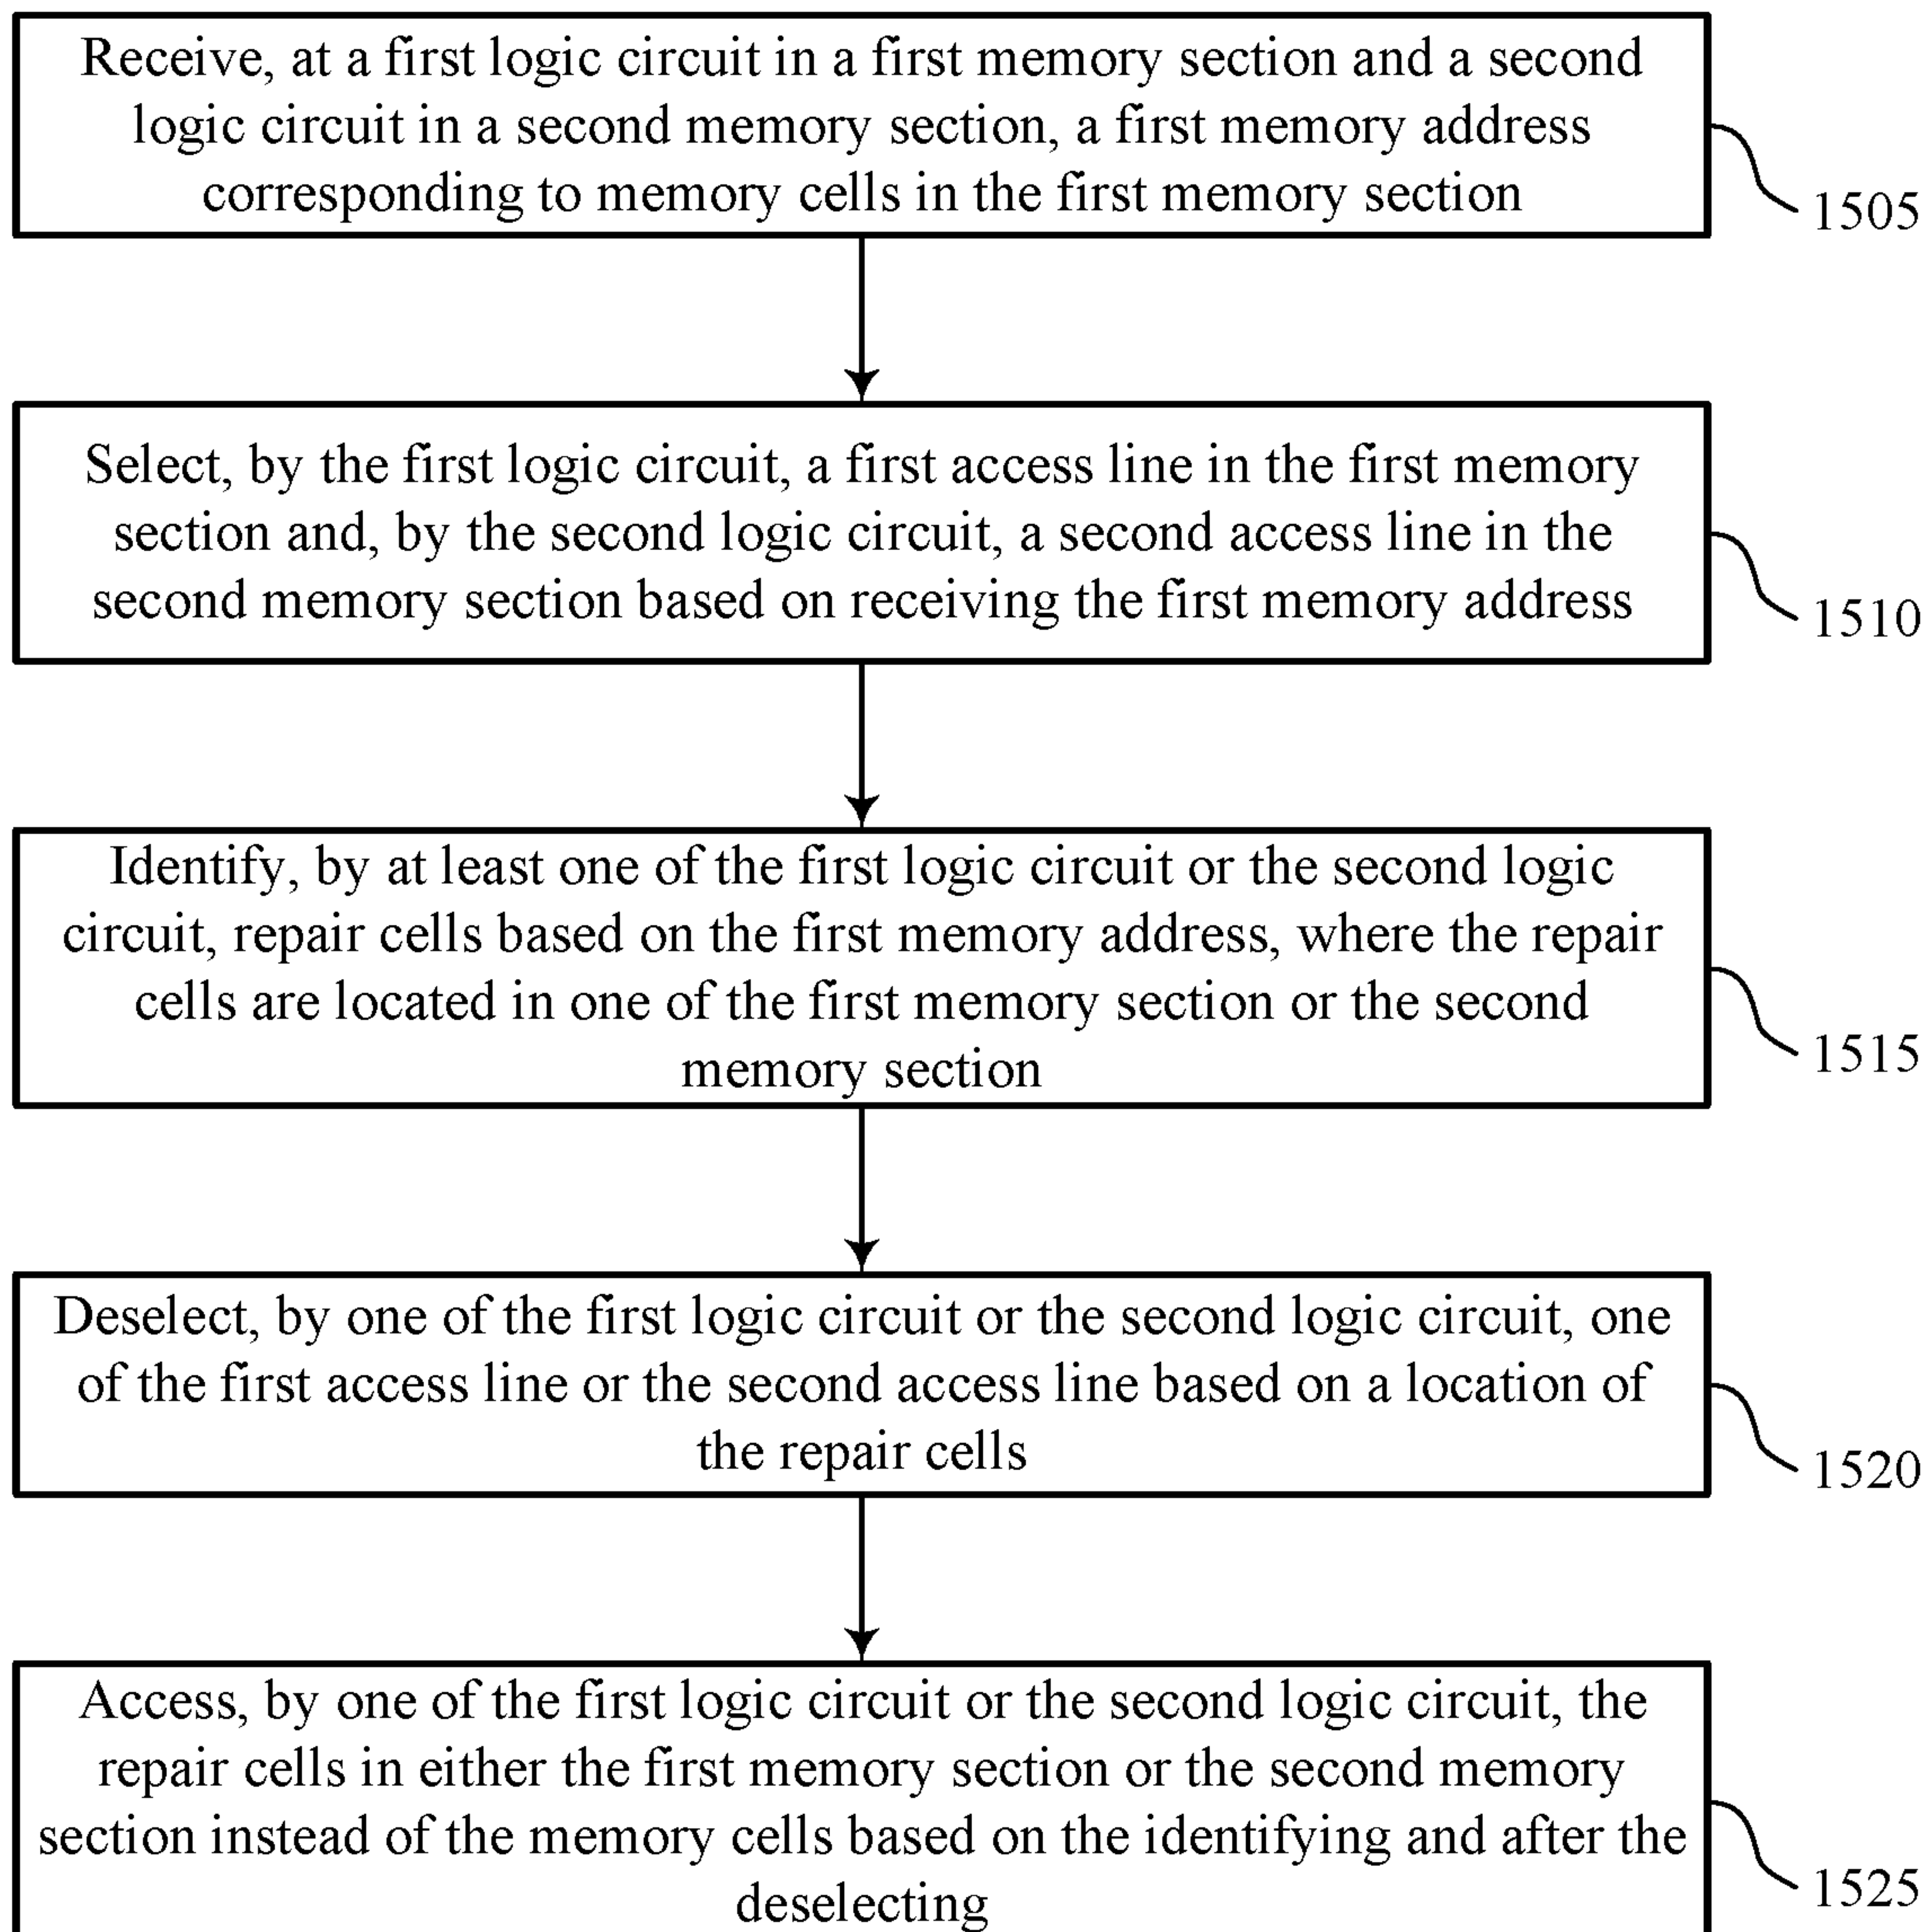 Receive, at a first logic circuit in a first memory section and a second
logic circuit in a second memory section, a first memory address
corresponding to memory cells in the first memory section
1505
Select, by the first logic circuit, a first access line in the first memory
section and, by the second logic circuit, a second access line in the
second memory section based on receiving the first memory address
1510
Identify, by at least one of the first logic circuit or the second logic
circuit, repair cells based on the first memory address, where the repair
cells are located in one of the first memory section or the second
memory section
1515
Deselect, by one of the first logic circuit or the second logic circuit, one
of the first access line or the second access line based on a location of
the repair cells
1520
Access, by one of the first logic circuit or the second logic circuit, the
repair cells in either the first memory section or the second memory
section instead of the memory cells based on the identifying and after the
deselecting
1525